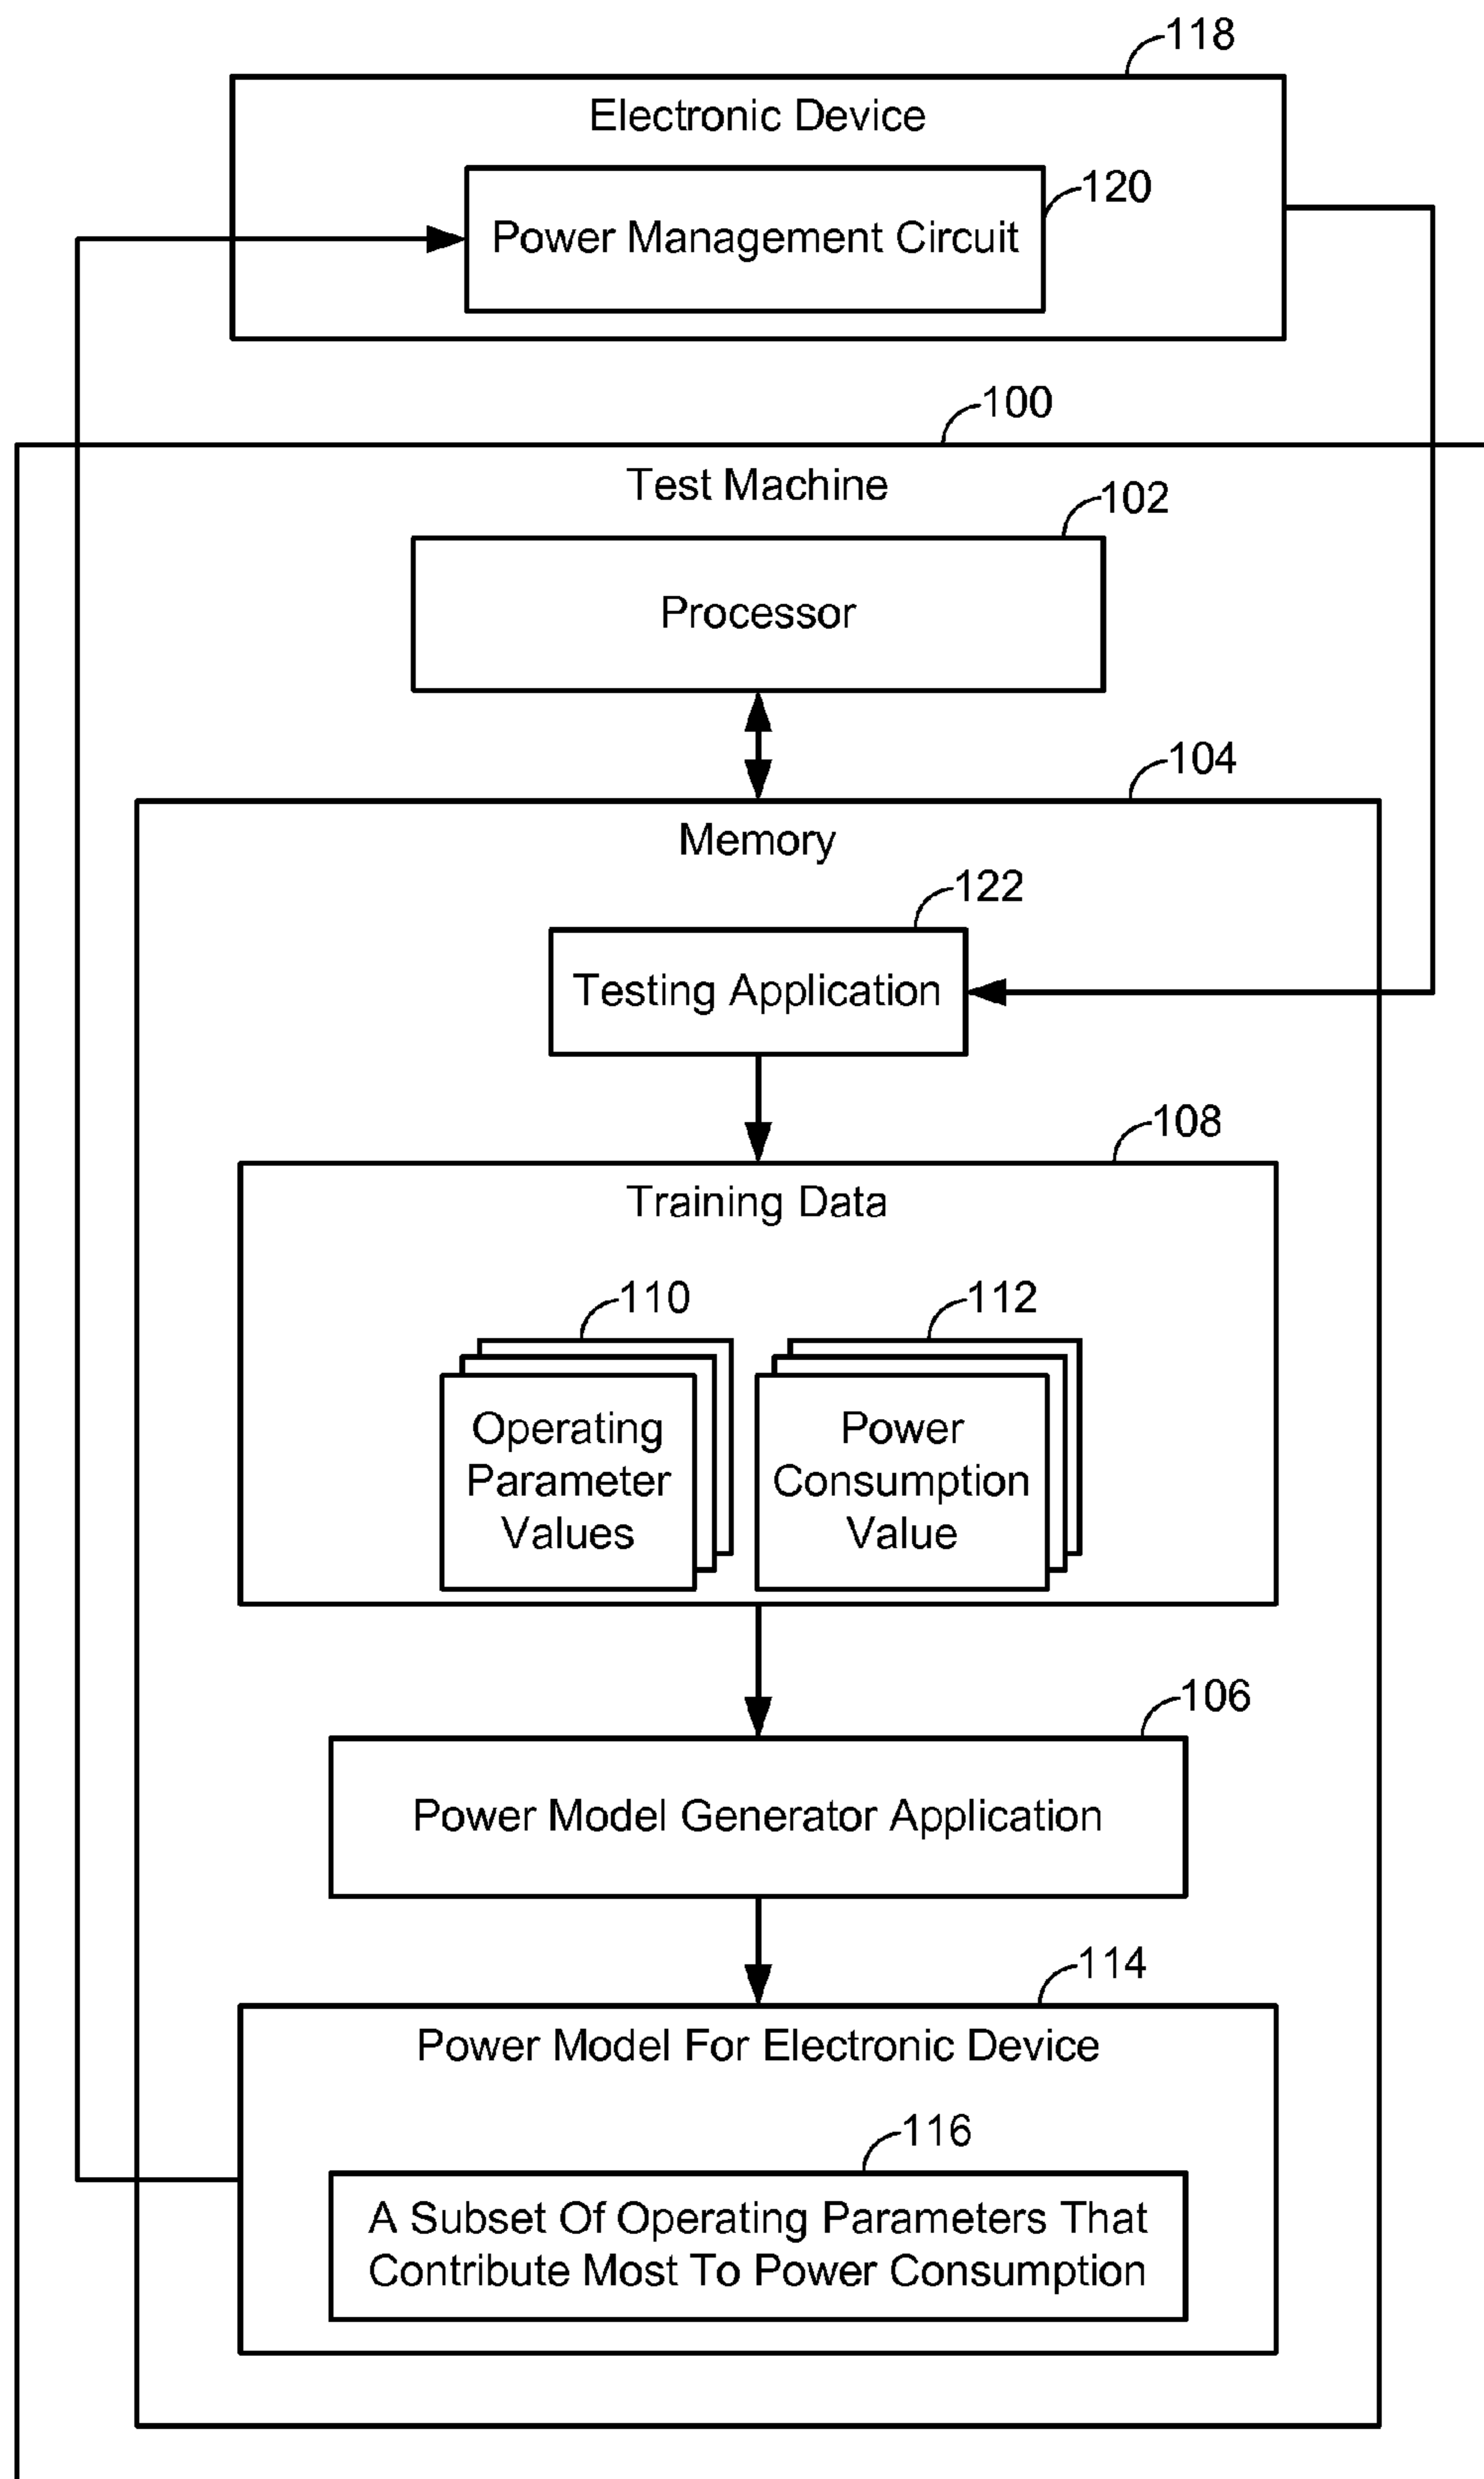 118
Electronic Device
120
Power Management Circuit
100
Test Machine
102
Processor
104
Memory
122
Testing Application
108
Training Data
110
112
Operating
Parameter
Values
Power
Consumption
Value
106
Power Model Generator Application
114
Power Model For Electronic Device
116
A Subset Of Operating Parameters That
Contribute Most To Power Consumption